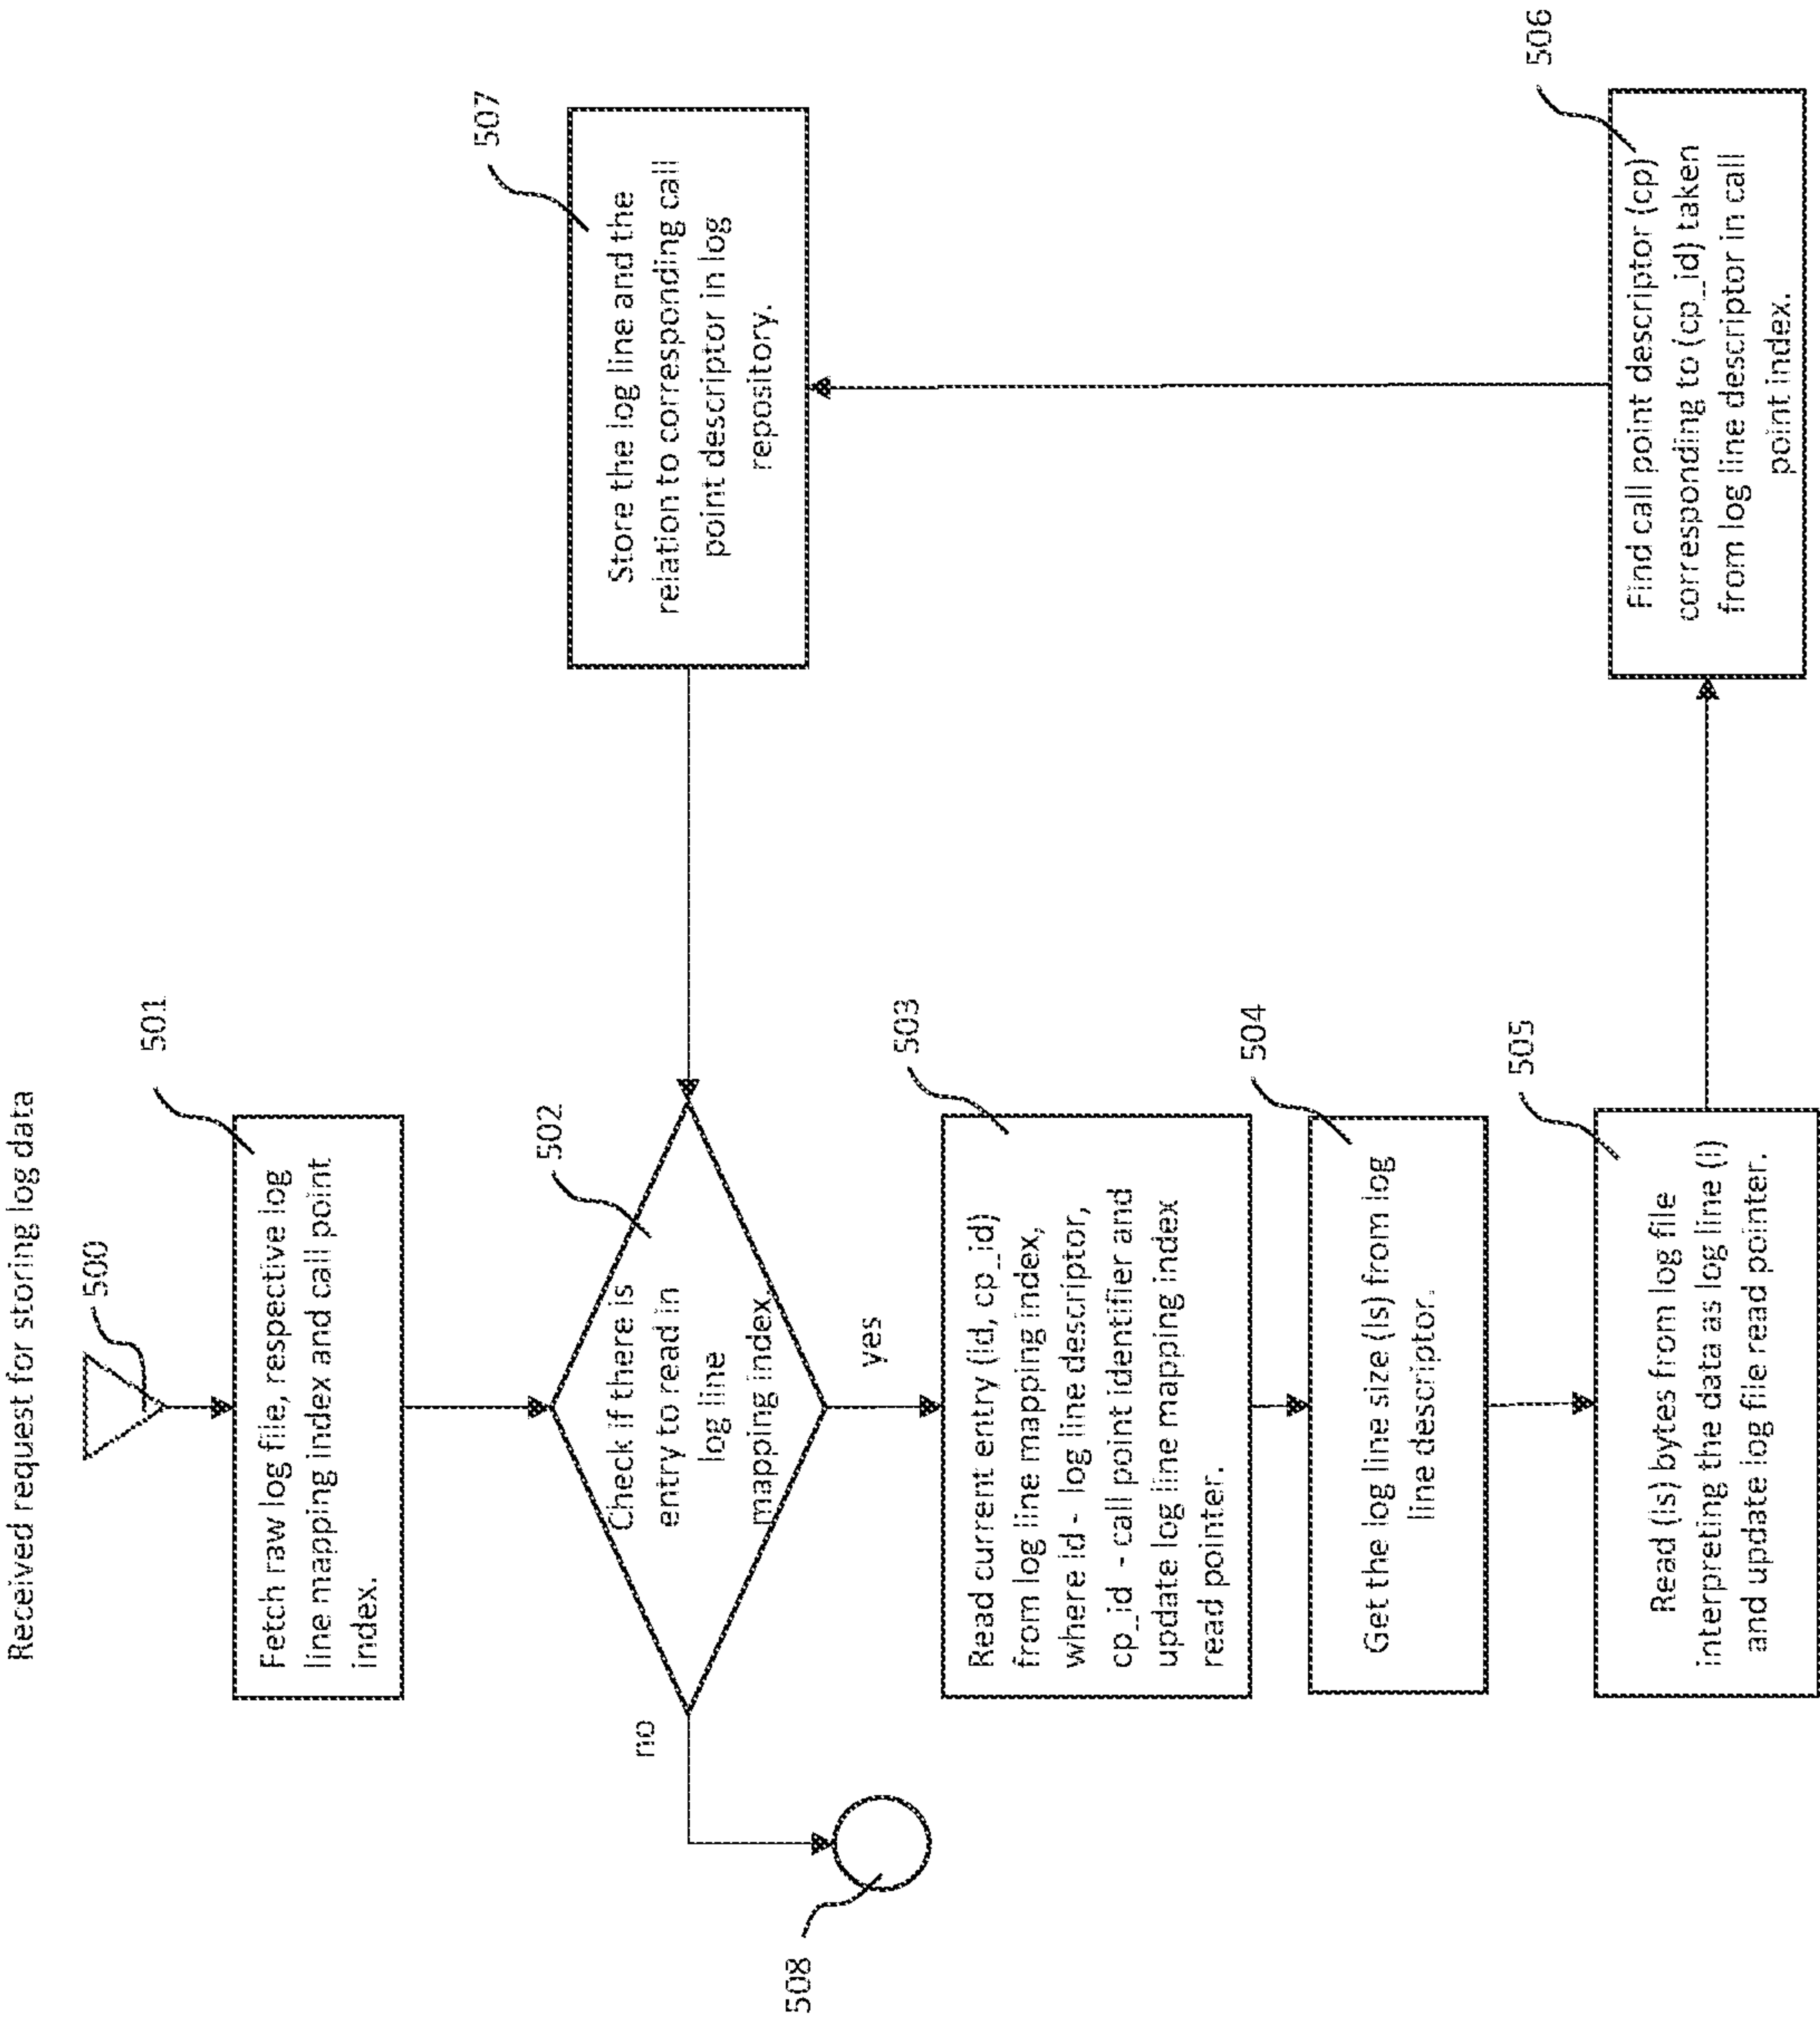 Received request for storing log data
500
501
Fetch raw log file, respective log
line mapping index and call point
index.
502
Check if there is
entry to read in
log line
mapping index.
no
yes
508
503
Read current entry (ld, cp_id)
from log line mapping index,
where ld - log line descriptor,
cp_id - call point identifier and
update log line mapping index
read pointer.
504
Get the log line size (ls) from log
line descriptor.
505
Read (ls) bytes from log file
interpreting the data as log line (l)
and update log file read pointer.
506
Find call point descriptor (cp)
corresponding to (cp_id) taken
from log line descriptor in call
point index.
507
Store the log line and the
relation to corresponding call
point descriptor in log
repository.